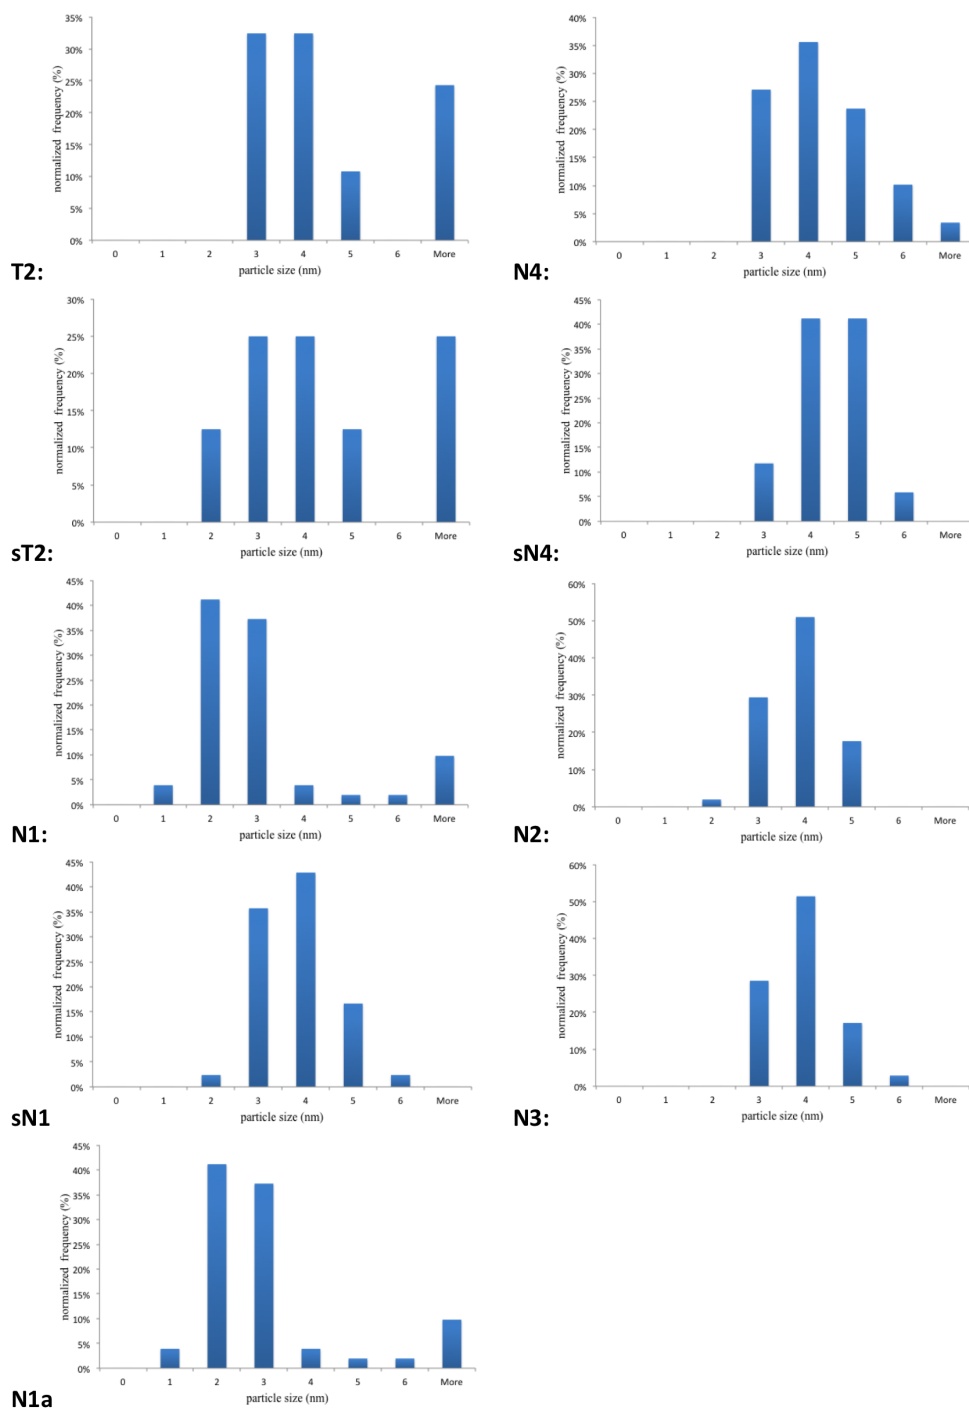 35%
30%
25%
20%
15%
10%
5%
0%
normalized frequency (%)
0 1 2 3 4 5 6 More
particle size (nm)
T2:
40%
35%
30%
25%
20%
15%
10%
5%
0%
normalized frequency (%)
0 1 2 3 4 5 6 More
particle size (nm)
N4:
30%
25%
20%
15%
10%
5%
0%
normalized frequency (%)
0 1 2 3 4 5 6 More
particle size (nm)
sT2:
45%
40%
35%
30%
25%
20%
15%
10%
5%
0%
normalized frequency (%)
0 1 2 3 4 5 6 More
particle size (nm)
sN4:
45%
40%
35%
30%
25%
20%
15%
10%
5%
0%
normalized frequency (%)
0 1 2 3 4 5 6 More
particle size (nm)
N1:
60%
50%
40%
30%
20%
10%
0%
normalized frequency (%)
0 1 2 3 4 5 6 More
particle size (nm)
N2:
45%
40%
35%
30%
25%
20%
15%
10%
5%
0%
normalized frequency (%)
0 1 2 3 4 5 6 More
particle size (nm)
sN1
60%
50%
40%
30%
20%
10%
0%
normalized frequency (%)
0 1 2 3 4 5 6 More
particle size (nm)
N3:
45%
40%
35%
30%
25%
20%
15%
10%
5%
0%
normalized frequency (%)
0 1 2 3 4 5 6 More
particle size (nm)
N1a